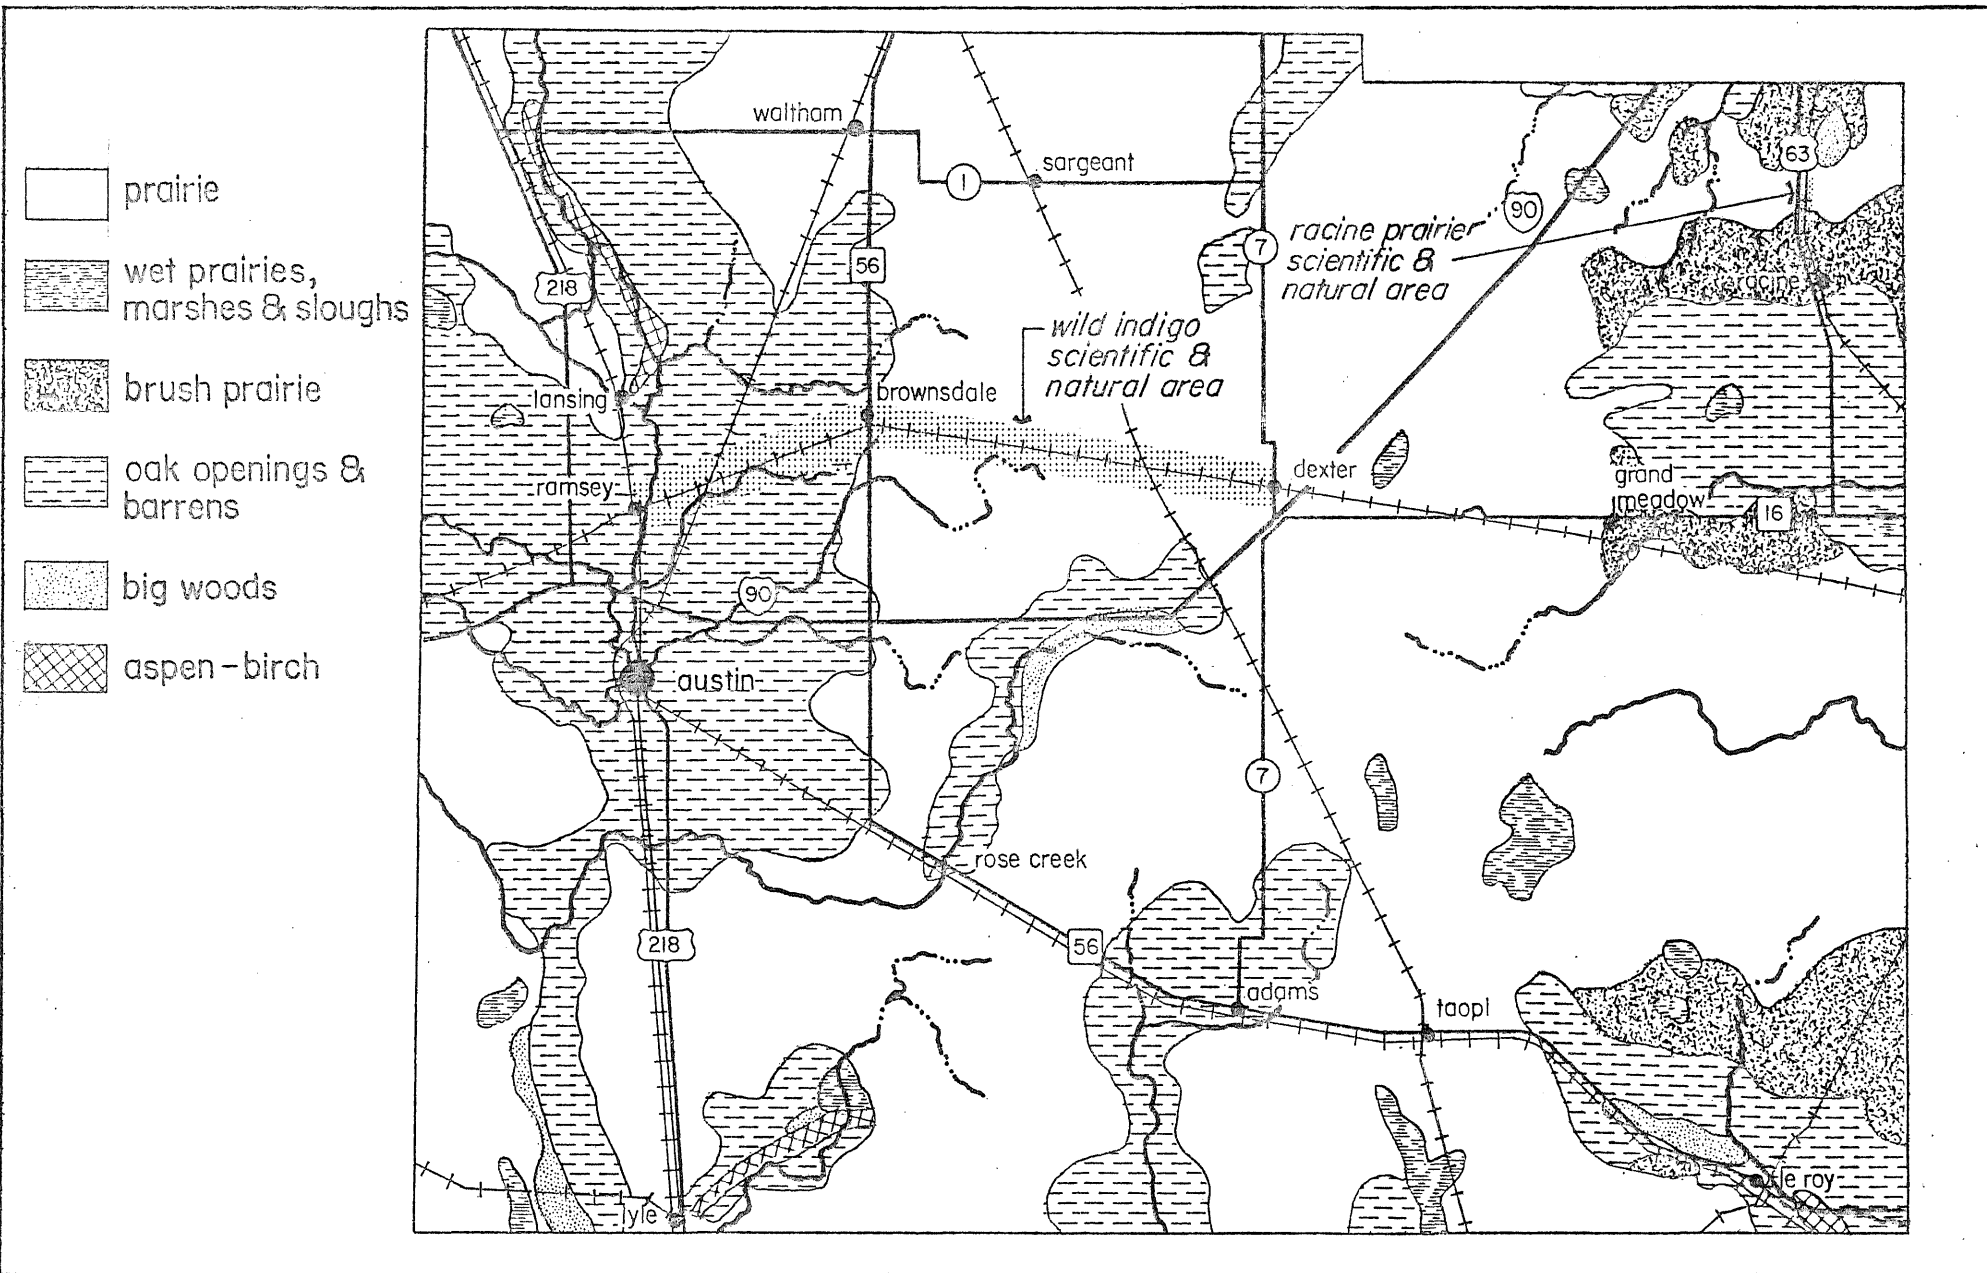 prairie
wet prairies,
marshes & sloughs
brush prairie
oak openings &
barrens
big woods
aspen-birch
waltham
sargeant
1
63
90
56
7
racine prairie
scientific &
natural area
218
racine
wild indigo
scientific &
natural area
lansing
brownsdale
dexter
grand
meadow
ramsey
16
90
austin
7
rose creek
218
56
adams
taopi
le roy
lyle